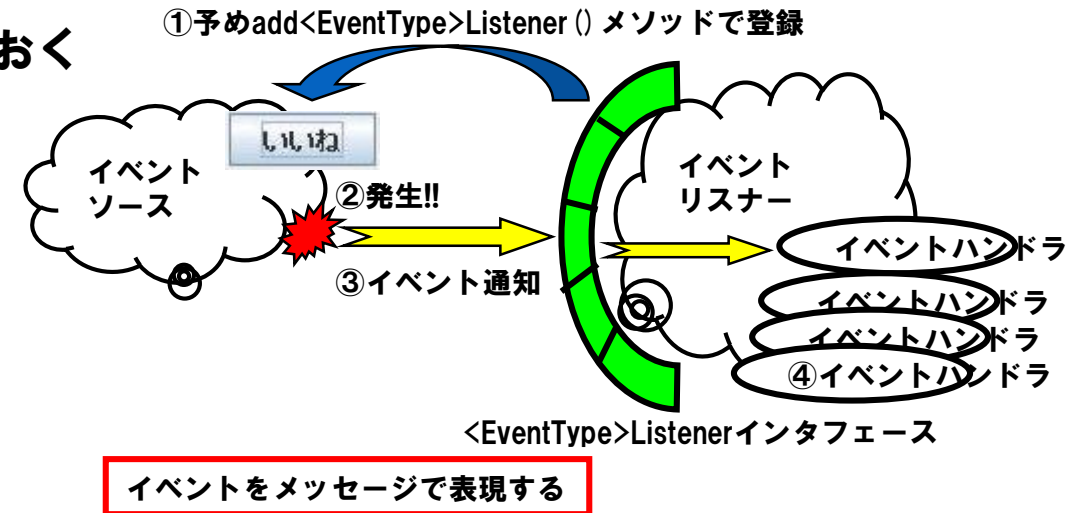 ①予めadd<EventType>Listener()メソッドで登録
おく
いいね
イベント
ソース
②発生!!
③イベント通知
イベント
リスナー
イベントハンドラ
イベントハンドラ
イベントハンドラ
④イベントハンドラ
<EventType>Listenerインタフェース
イベントをメッセージで表現する